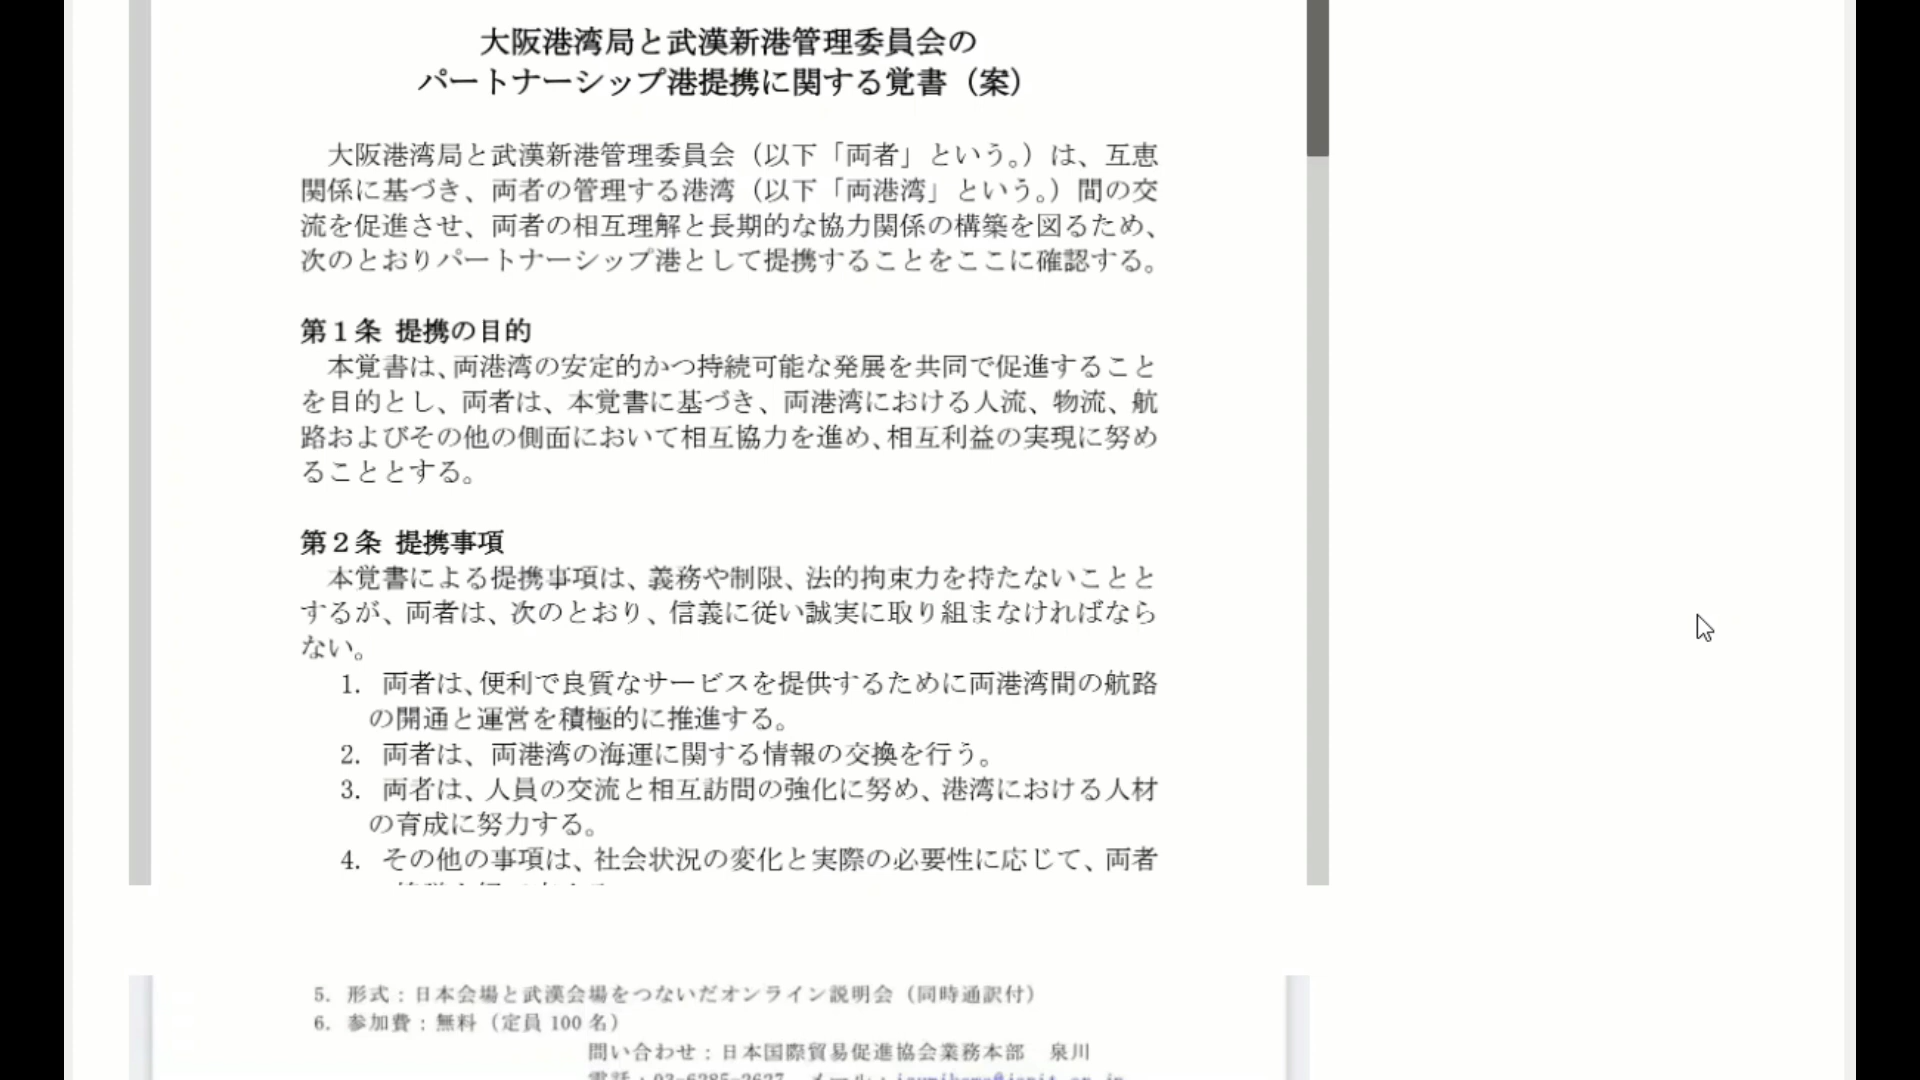 大阪港湾局と武漢新港管理委員会の
パートナーシップ港提携に関する覚書（案）
大阪港湾局と武漢新港管理委員会（以下「両者」という。）は、互恵
関係に基づき、両者の管理する港湾（以下「両港湾」という。）間の交
流を促進させ、両者の相互理解と長期的な協力関係の構築を図るため、
次のとおりパートナーシップ港として提携することをここに確認する。
第１条 提携の目的
本覚書は、両港湾の安定的かつ持続可能な発展を共同で促進すること
を目的とし、両者は、本覚書に基づき、両港湾における人流、物流、航
路およびその他の側面において相互協力を進め、相互利益の実現に努め
ることとする。
第２条 提携事項
本覚書による提携事項は、義務や制限、法的拘束力を持たないことと
するが、両者は、次のとおり、信義に従い誠実に取り組まなければなら
ない。
1. 両者は、便利で良質なサービスを提供するために両港湾間の航路
の開通と運営を積極的に推進する。
2. 両者は、両港湾の海運に関する情報の交換を行う。
3. 両者は、人員の交流と相互訪問の強化に努め、港湾における人材
の育成に努力する。
4. その他の事項は、社会状況の変化と実際の必要性に応じて、両者
5. 形式：日本会場と武漢会場をつないだオンライン説明会（同時通訳付）
6. 参加費：無料（定員 100 名）
問い合わせ：日本国際貿易促進協会業務本部　泉川